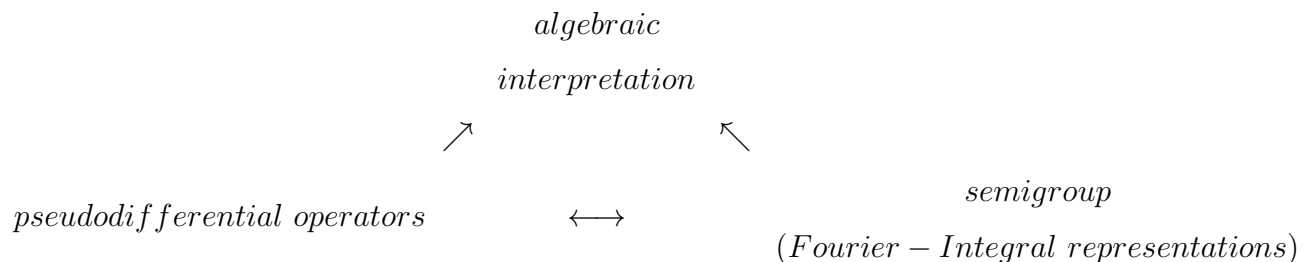 algebraic
interpretation
↗ ↖
pseudodifferential operators ⟷ semigroup
(Fourier − Integral representations)